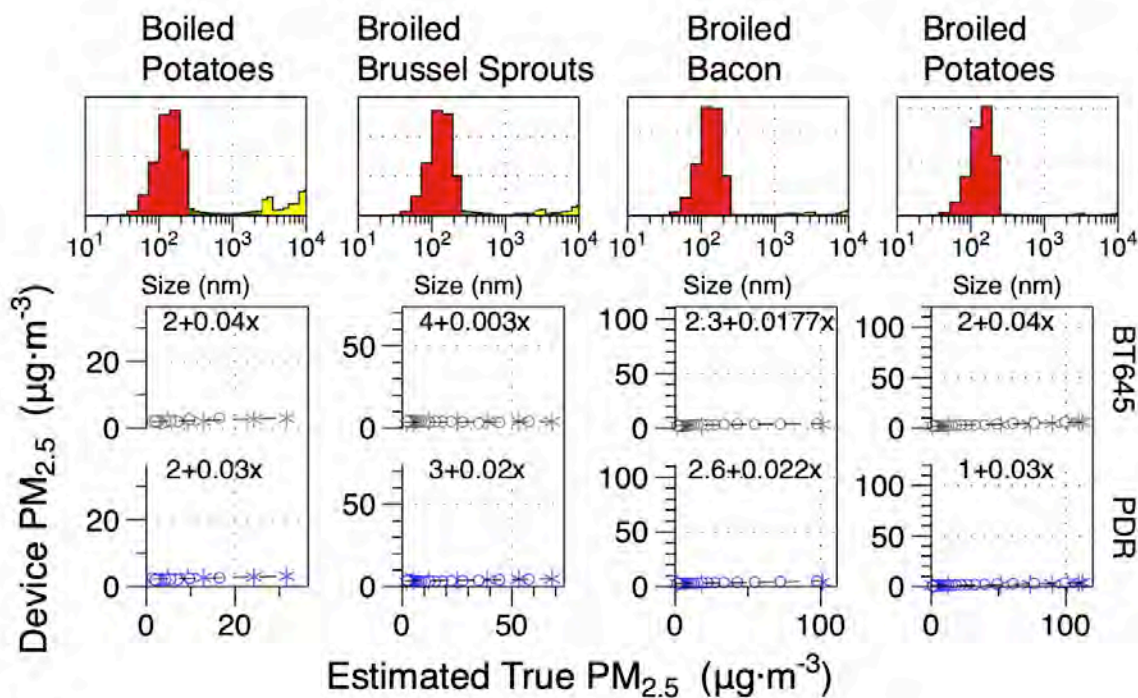 Boiled Potatoes
Broiled Brussel Sprouts
Broiled Bacon
Broiled Potatoes
10^1 10^2 10^3 10^4
10^1 10^2 10^3 10^4
10^1 10^2 10^3 10^4
10^1 10^2 10^3 10^4
Size (nm)
Size (nm)
Size (nm)
Size (nm)
Device PM2.5 (µg·m-3)
2+0.04x
20
0
4+0.003x
50
0
2.3+0.0177x
100
50
0
2+0.04x
100
50
0
BT645
2+0.03x
20
0
0 20
3+0.02x
50
0
0 50
2.6+0.022x
100
50
0
0 100
1+0.03x
100
50
0
0 100
PDR
Estimated True PM2.5 (µg·m-3)